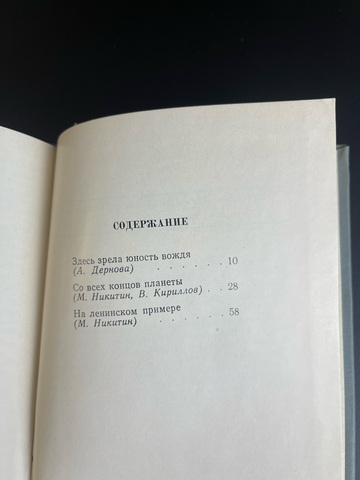 СОДЕРЖАНИЕ
Здесь зрела юность вождя
(А. Дернова) . . . . . . 10
Со всех концов планеты
(М. Никитин, В. Кириллов) . . 28
На ленинском примере
(М. Никитин) . . . . . . 58